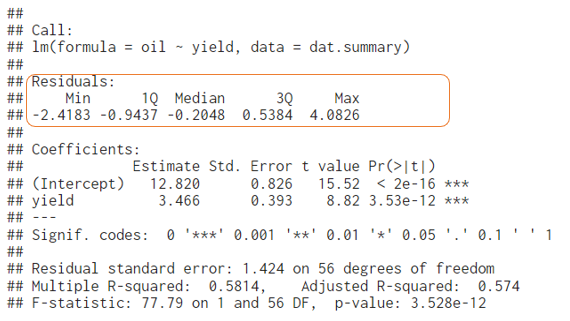 ##
## Call:
## lm(formula = oil ~ yield, data = dat.summary)
##
## Residuals:
##     Min      1Q  Median      3Q     Max
## -2.4183 -0.9437 -0.2048  0.5384  4.0826
##
## Coefficients:
##             Estimate Std. Error t value Pr(>|t|)
## (Intercept)   12.820      0.826   15.52  < 2e-16 ***
## yield          3.466      0.393    8.82 3.53e-12 ***
## ---
## Signif. codes:  0 '***' 0.001 '**' 0.01 '*' 0.05 '.' 0.1 ' ' 1
##
## Residual standard error: 1.424 on 56 degrees of freedom
## Multiple R-squared:  0.5814,    Adjusted R-squared:  0.574
## F-statistic: 77.79 on 1 and 56 DF,  p-value: 3.528e-12